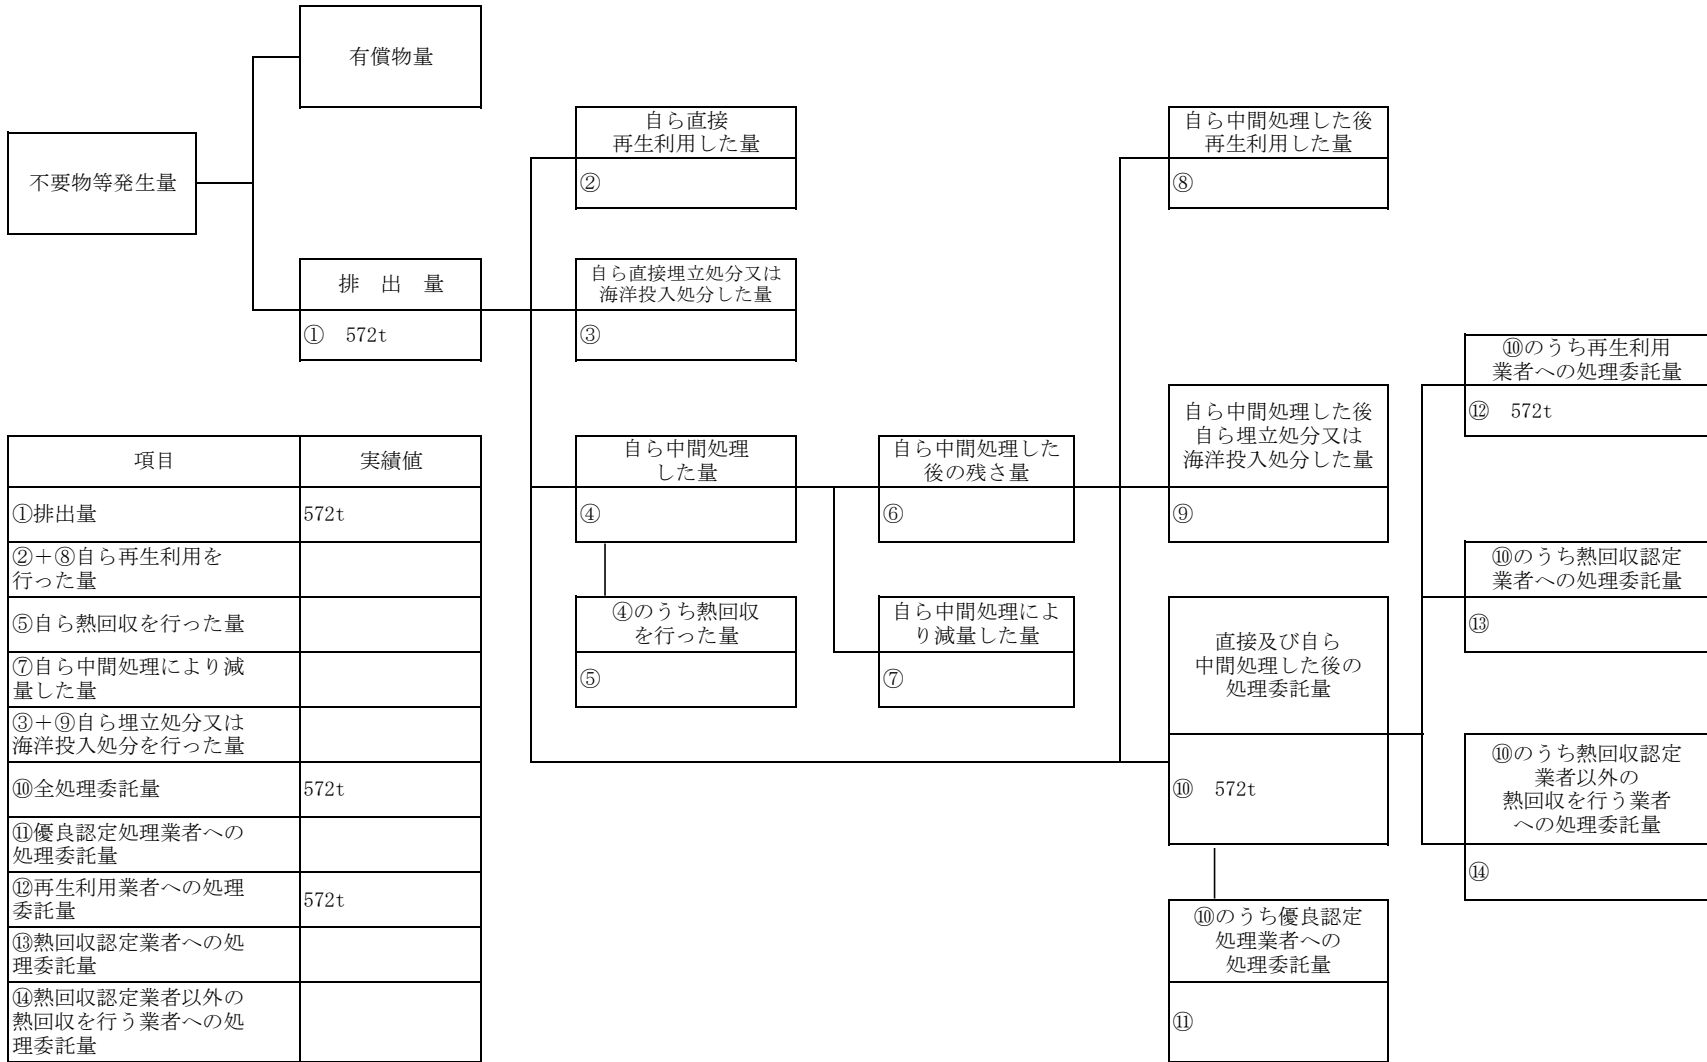 有償物量
不要物等発生量
排　出　量
①　572t
自ら直接
再生利用した量
②
自ら直接埋立処分又は
海洋投入処分した量
③
自ら中間処理
した量
④
④のうち熱回収
を行った量
⑤
自ら中間処理した
後の残さ量
⑥
自ら中間処理によ
り減量した量
⑦
自ら中間処理した後
再生利用した量
⑧
自ら中間処理した後
自ら埋立処分又は
海洋投入処分した量
⑨
直接及び自ら
中間処理した後の
処理委託量
⑩　572t
⑩のうち優良認定
処理業者への
処理委託量
⑪
⑩のうち再生利用
業者への処理委託量
⑫　572t
⑩のうち熱回収認定
業者への処理委託量
⑬
⑩のうち熱回収認定
業者以外の
熱回収を行う業者
への処理委託量
⑭
項目　実績値
①排出量　572t
②＋⑧自ら再生利用を
行った量
⑤自ら熱回収を行った量
⑦自ら中間処理により減
量した量
③＋⑨自ら埋立処分又は
海洋投入処分を行った量
⑩全処理委託量　572t
⑪優良認定処理業者への
処理委託量
⑫再生利用業者への処理
委託量　572t
⑬熱回収認定業者への処
理委託量
⑭熱回収認定業者以外の
熱回収を行う業者への処
理委託量